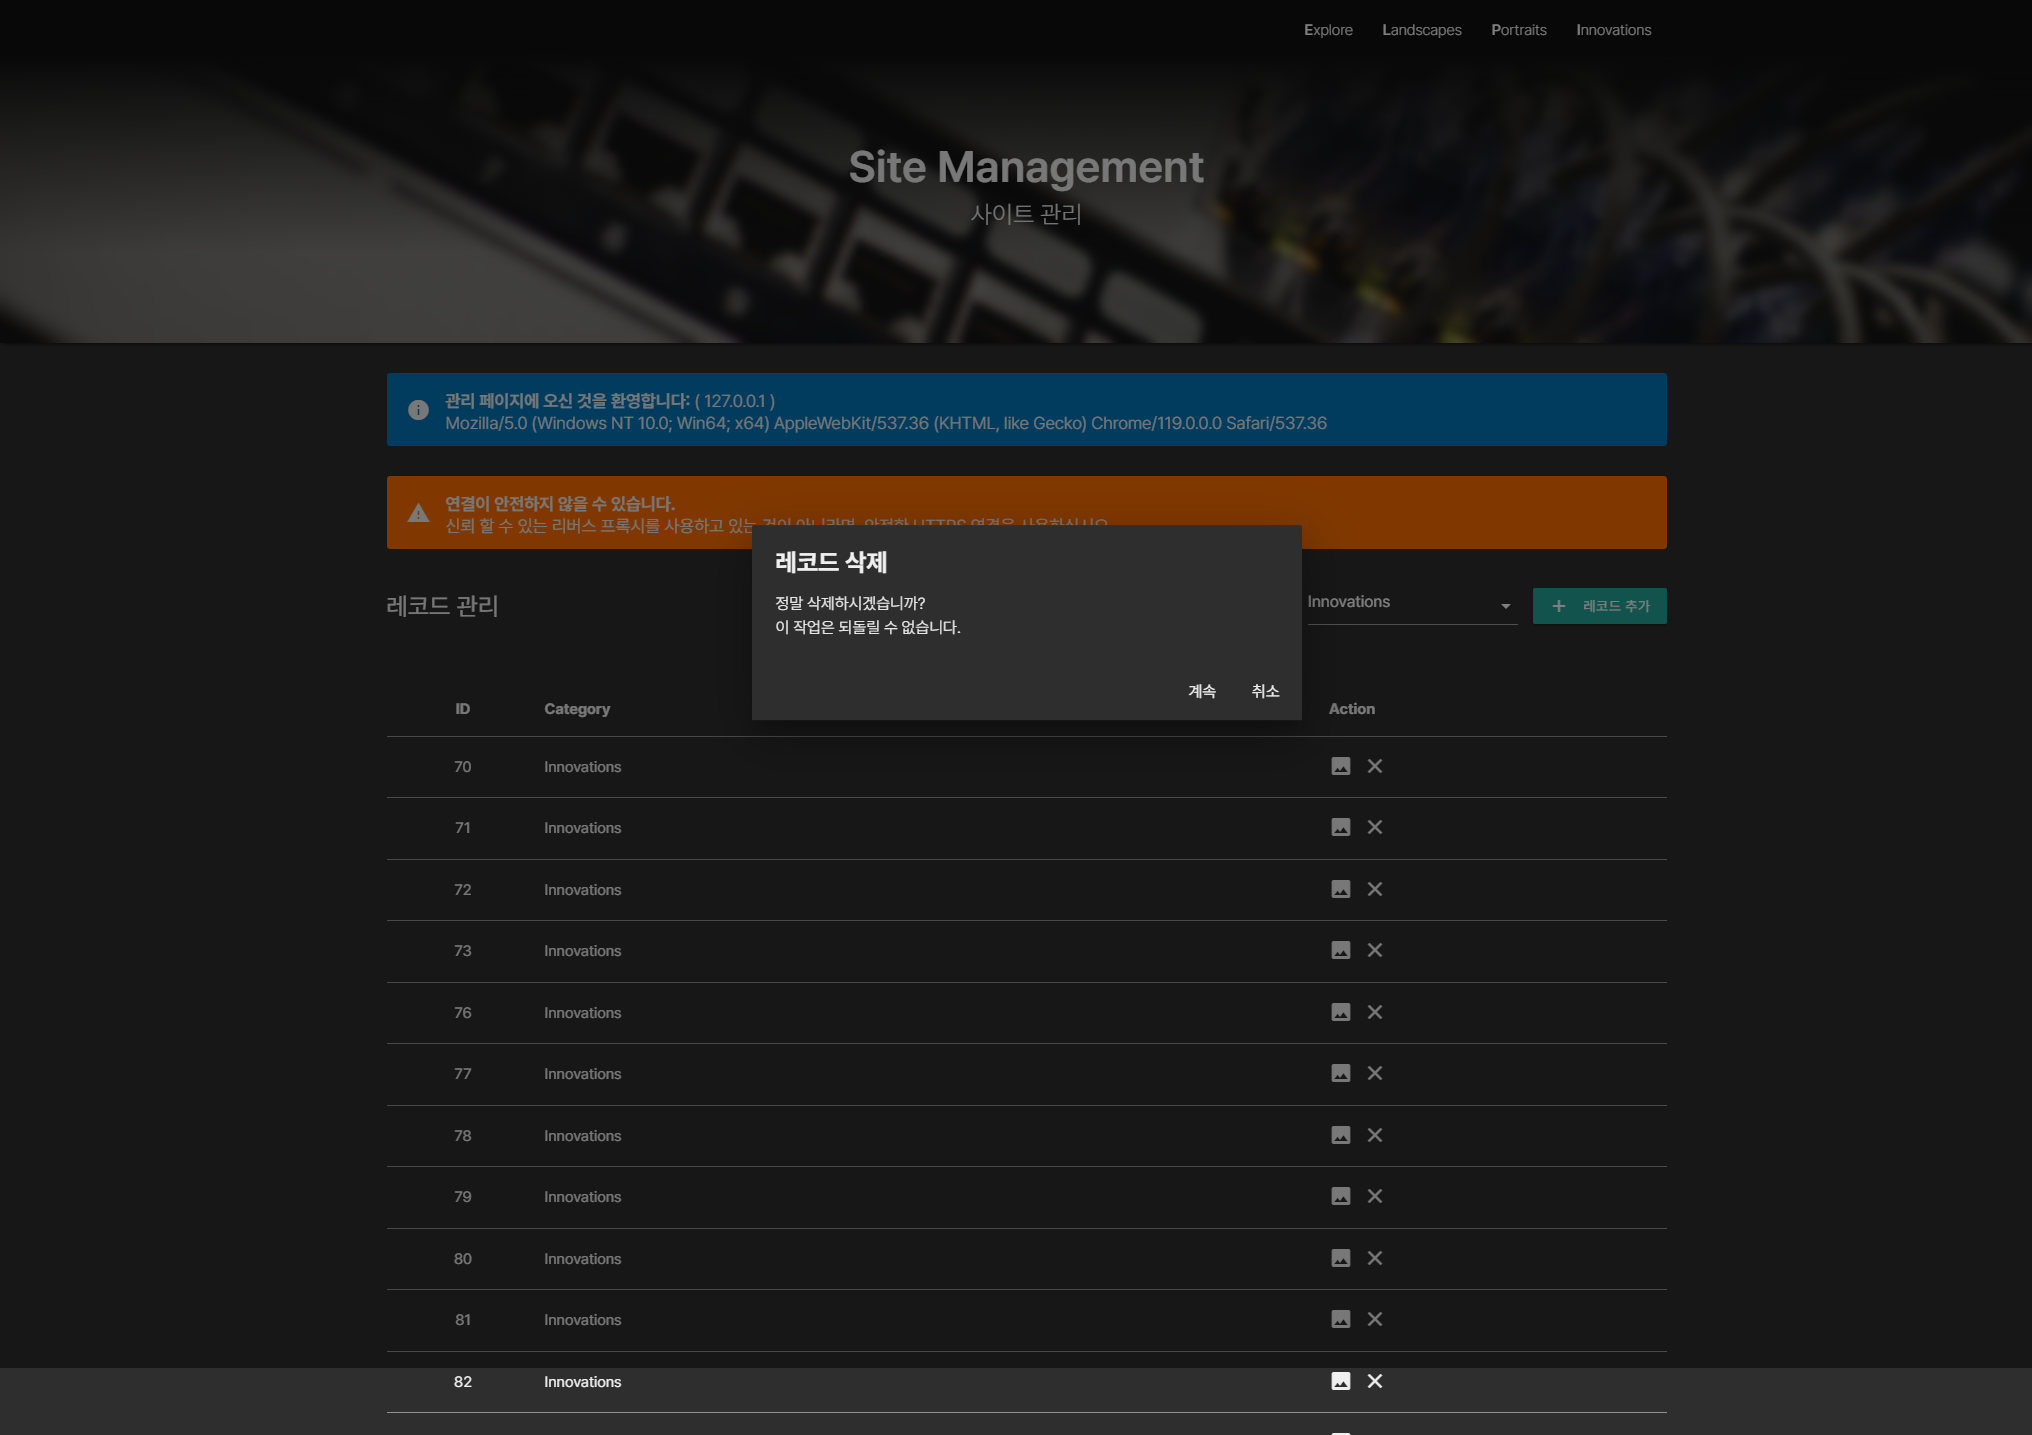 Explore Landscapes Portraits Innovations
Site Management
사이트 관리
관리 페이지에 오신 것을 환영합니다: ( 127.0.0.1 )
Mozilla/5.0 (Windows NT 10.0; Win64; x64) AppleWebKit/537.36 (KHTML, like Gecko) Chrome/119.0.0.0 Safari/537.36
연결이 안전하지 않을 수 있습니다.
신뢰 할 수 있는 리버스 프록시를 사용하고 있는
레코드 삭제
정말 삭제하시겠습니까?
이 작업은 되돌릴 수 없습니다.
계속 취소
레코드 관리 Innovations 레코드 추가
ID Category Action
70 Innovations
71 Innovations
72 Innovations
73 Innovations
76 Innovations
77 Innovations
78 Innovations
79 Innovations
80 Innovations
81 Innovations
82 Innovations